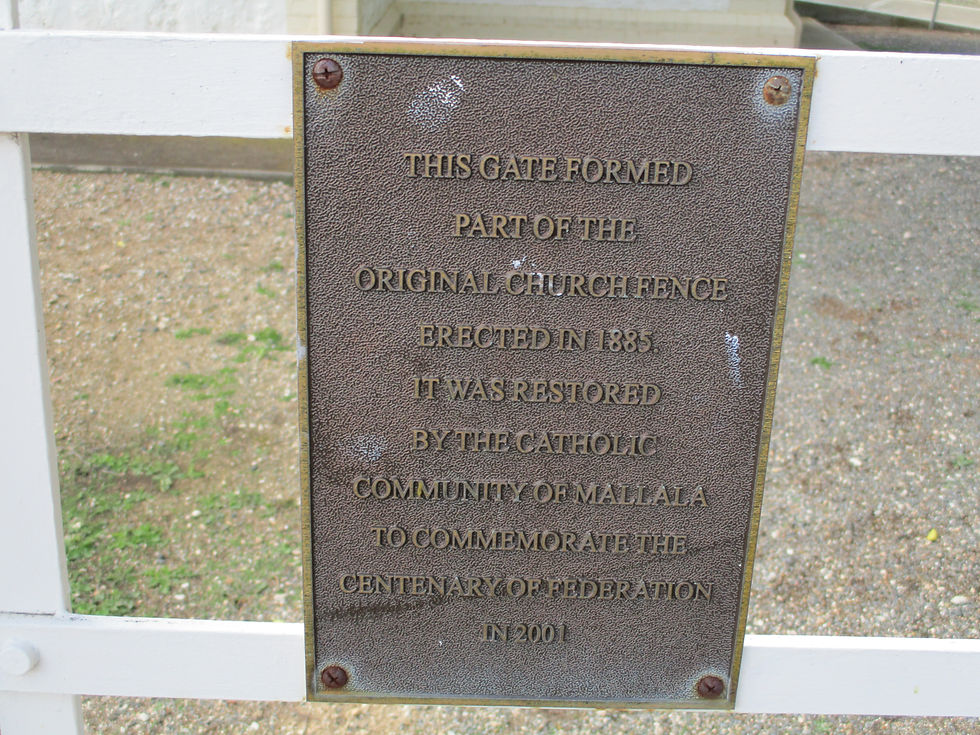 THIS GATE FORMED
PART OF THE
ORIGINAL CHURCH FENCE
ERECTED IN 1885.
IT WAS RESTORED
BY THE CATHOLIC
COMMUNITY OF MALLALA
TO COMMEMORATE THE
CENTENARY OF FEDERATION
IN 2001